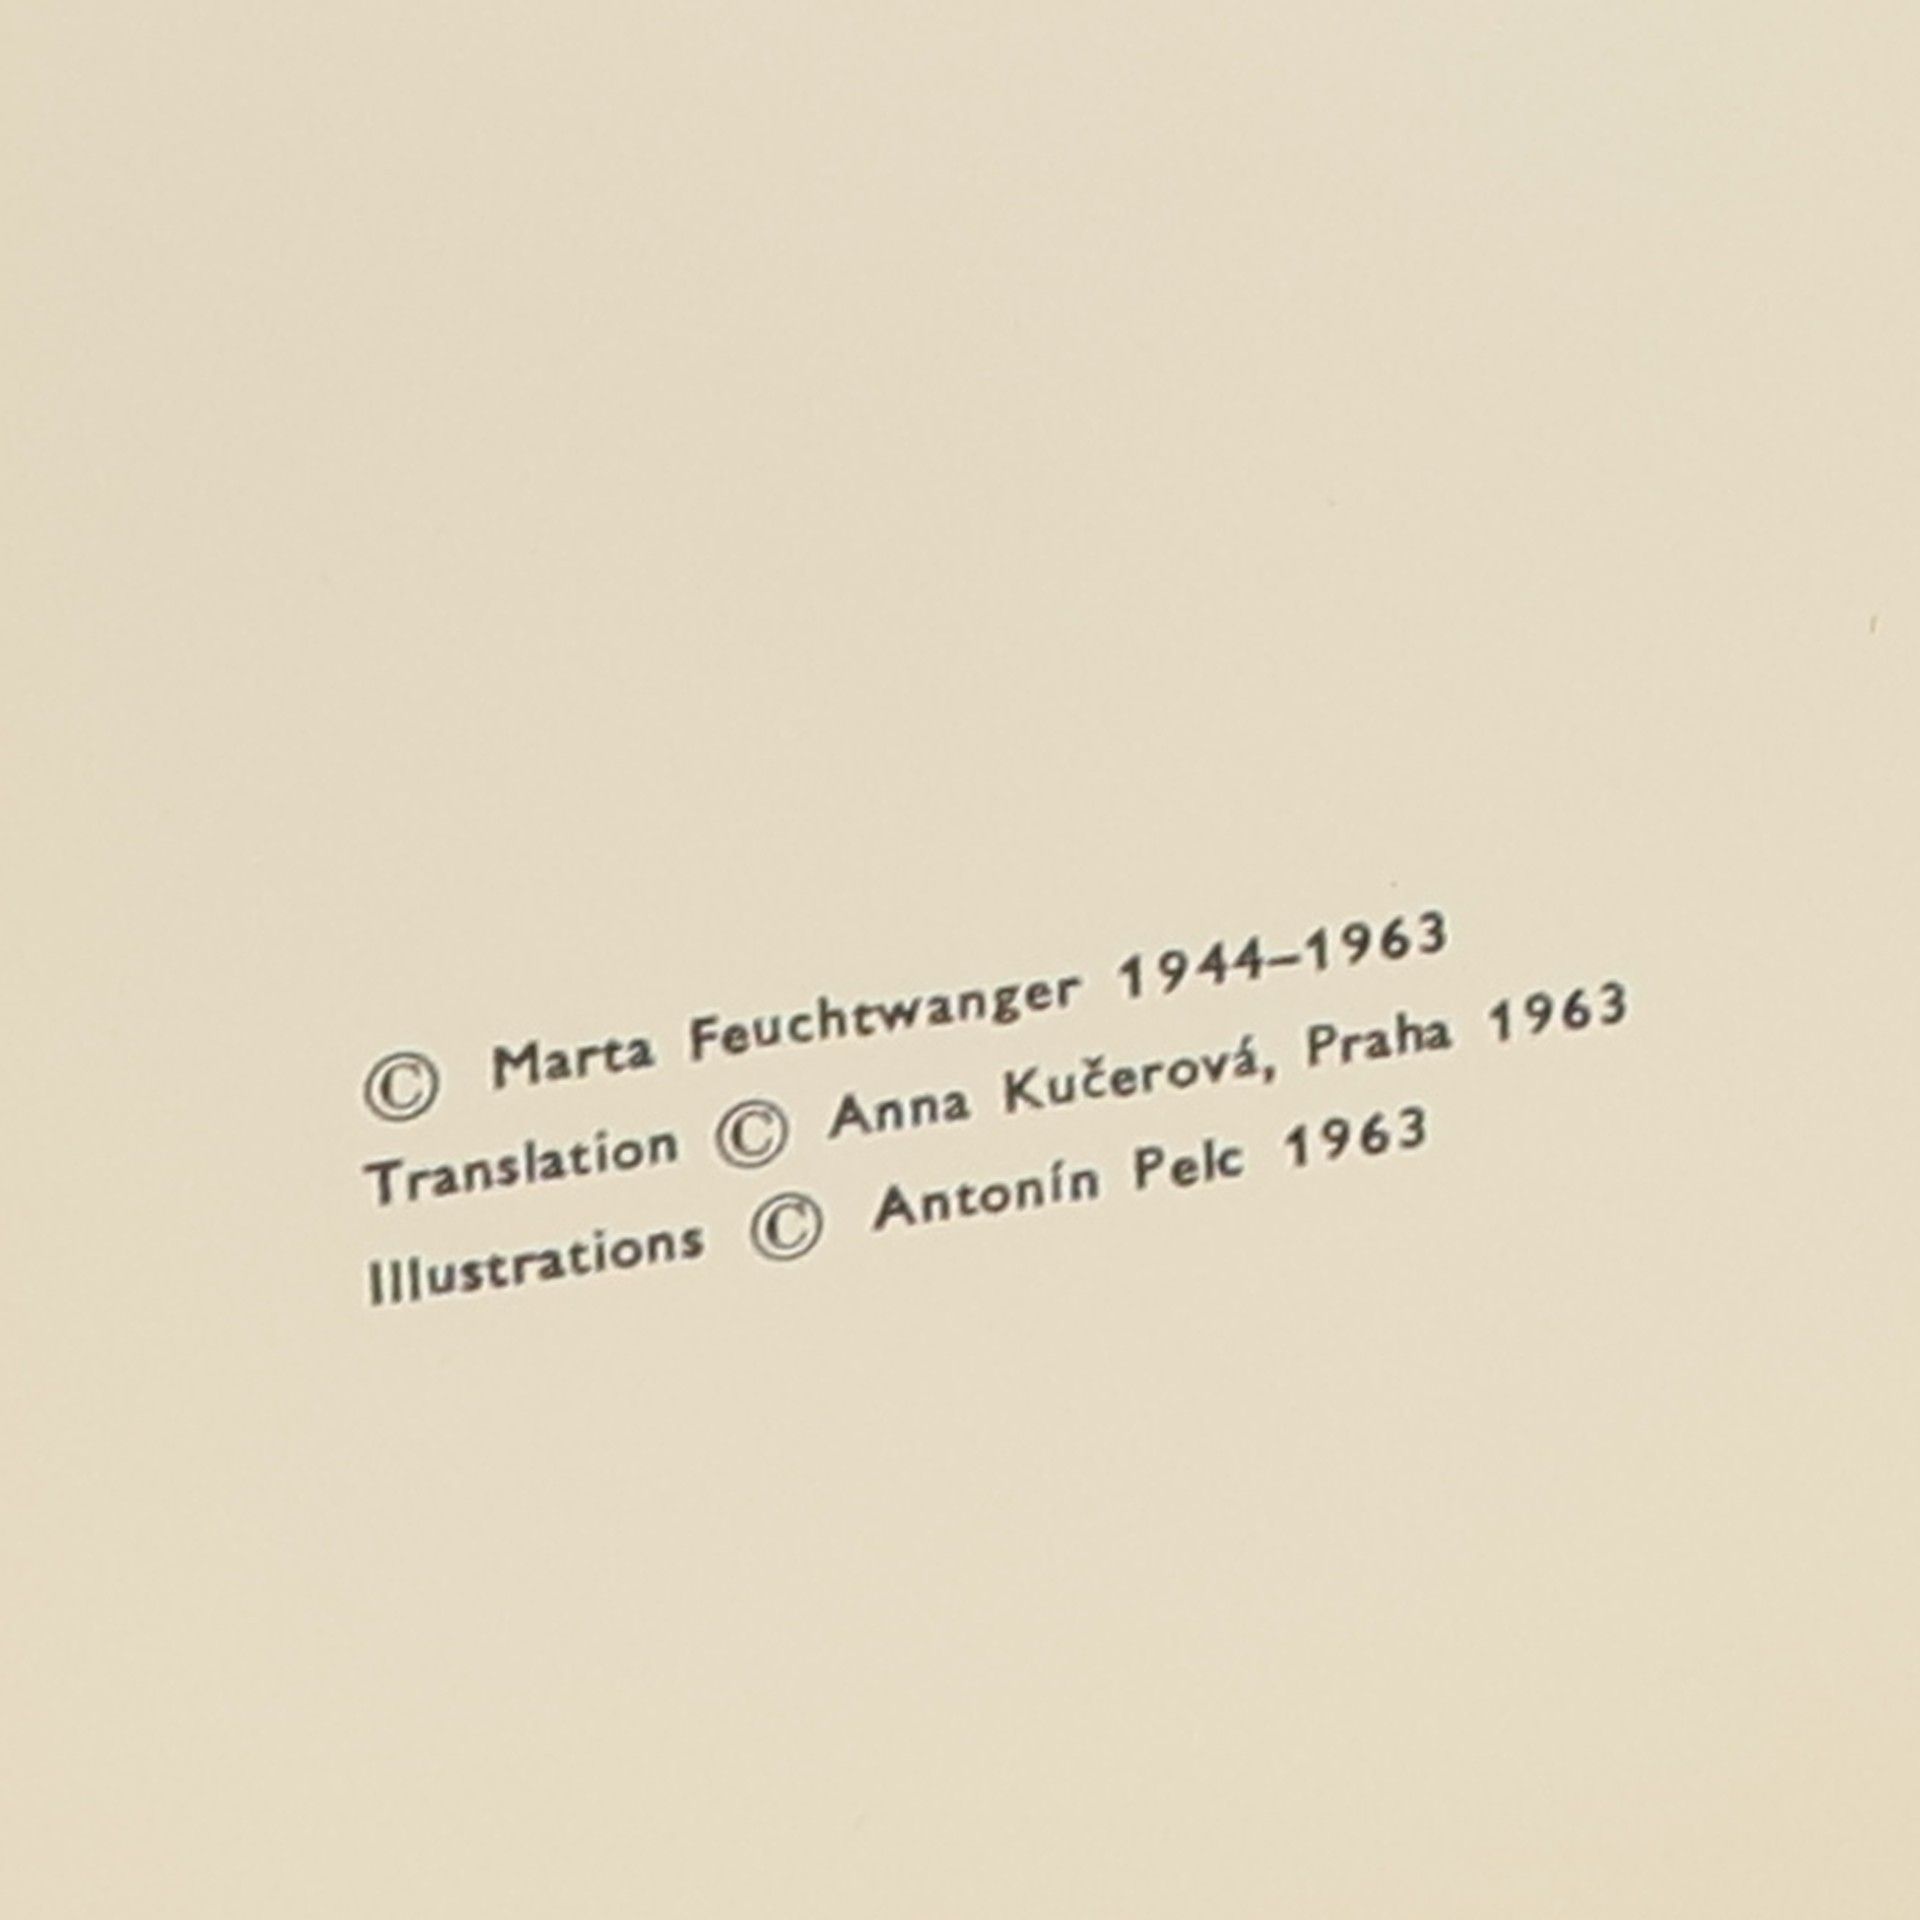 © Marta Feuchtwanger 1944–1963
Translation © Anna Kučerová, Praha 1963
Illustrations © Antonín Pelc 1963